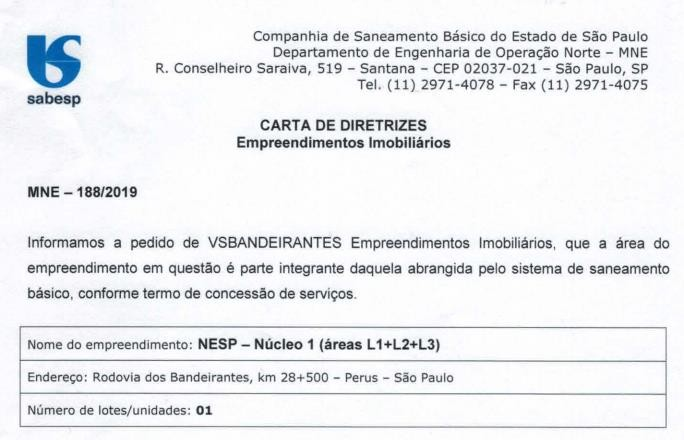 Companhia de Saneamento Básico do Estado de São Paulo
Departamento de Engenharia de Operação Norte – MNE
R. Conselheiro Saraiva, 519 – Santana – CEP 02037-021 – São Paulo, SP
Tel. (11) 2971-4078 – Fax (11) 2971-4075
sabesp
CARTA DE DIRETRIZES
Empreendimentos Imobiliários
MNE – 188/2019
Informamos a pedido de VSBANDEIRANTES Empreendimentos Imobiliários, que a área do
empreendimento em questão é parte integrante daquela abrangida pelo sistema de saneamento
básico, conforme termo de concessão de serviços.
Nome do empreendimento: NESP – Núcleo 1 (áreas L1+L2+L3)
Endereço: Rodovia dos Bandeirantes, km 28+500 – Perus – São Paulo
Número de lotes/unidades: 01